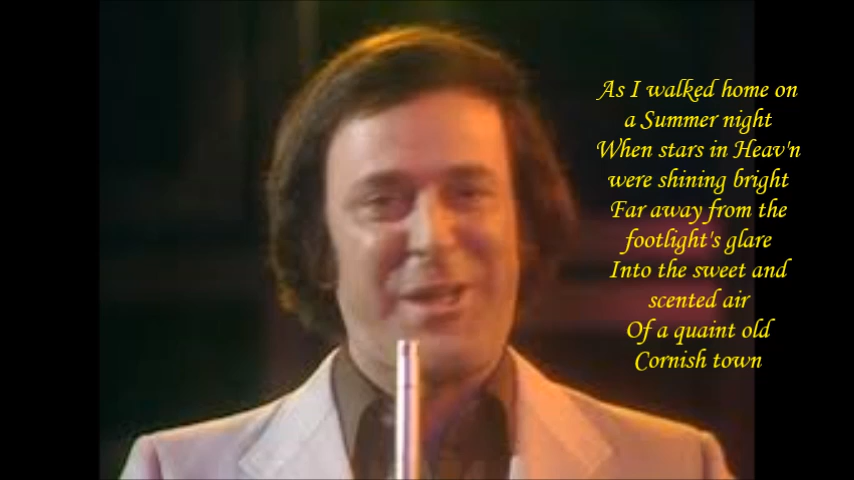 As I walked home on
a Summer night
When stars in Heav'n
were shining bright
Far away from the
footlight's glare
Into the sweet and
scented air
Of a quaint old
Cornish town